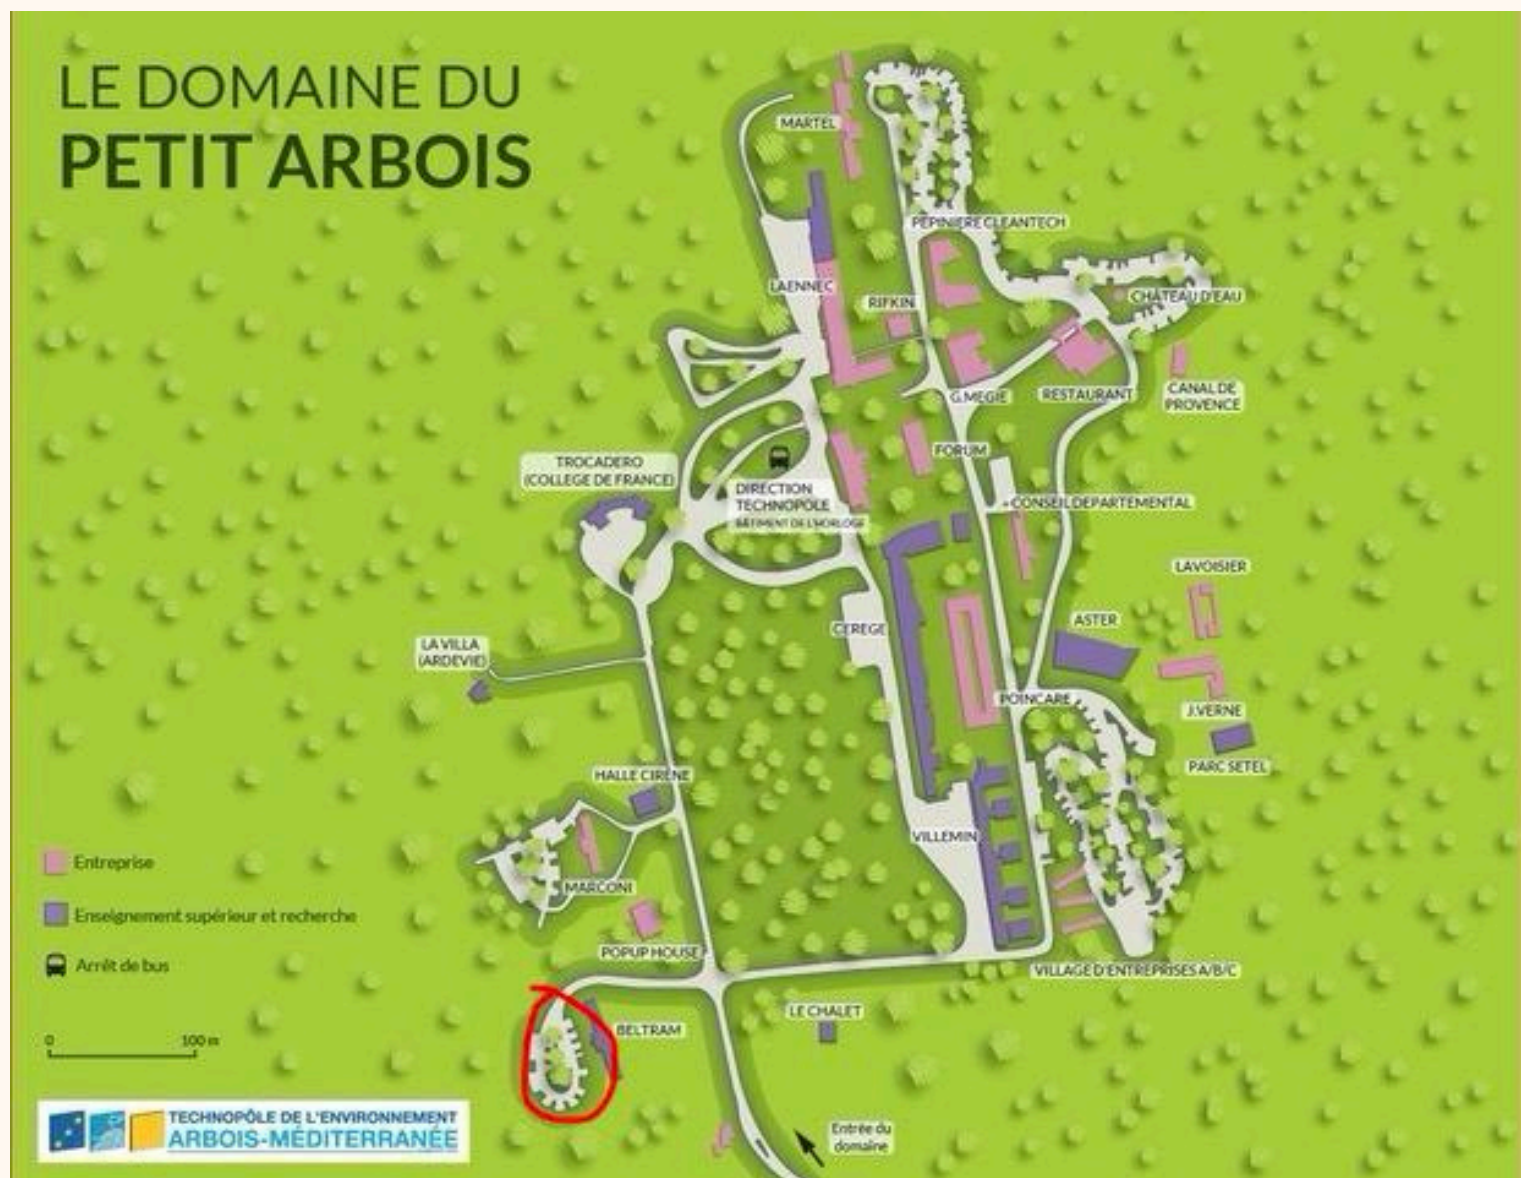 LE DOMAINE DU
PETIT ARBOIS
MARTEL
PÉPINIÈRE CLEANTECH
LAENNEC
RIFKIN
CHÂTEAU D'EAU
G.MEGIE
RESTAURANT
CANAL DE
PROVENCE
FORUM
TROCADERO
(COLLEGE DE FRANCE)
DIRECTION
TECHNOPOLE
BÂTIMENT DE L'HORLOGE
CONSEIL DEPARTEMENTAL
LAVOISIER
ASTER
CEREGE
LA VILLA
(ARDEVIE)
POINCARE
J.VERNE
PARC SETEL
HALLE CIRENE
VILLEMIN
MARCONI
POPUP HOUSE
VILLAGE D'ENTREPRISES A/B/C
LE CHALET
BELTRAM
Entreprise
Enseignement supérieur et recherche
Arrêt de bus
0 100 m
TECHNOPÔLE DE L'ENVIRONNEMENT
ARBOIS-MÉDITERRANÉE
Entrée du
domaine